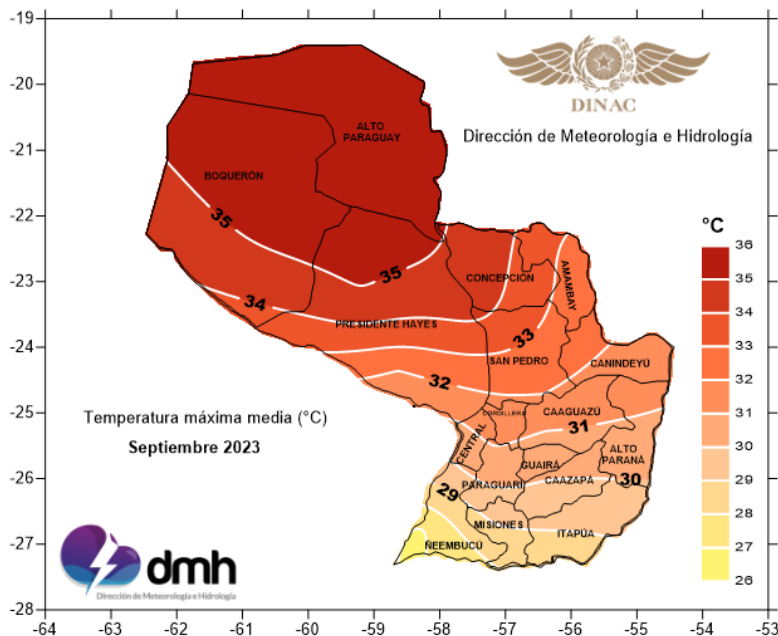 -19
-20
-21
-22
-23
-24
-25
-26
-27
-28
-64
-63
-62
-61
-60
-59
-58
-57
-56
-55
-54
-53
DINAC
Dirección de Meteorología e Hidrología
ALTO
PARAGUAY
BOQUERÓN
35
35
CONCEPCIÓN
AMAMBAY
34
PRESIDENTE HAYES
33
SAN PEDRO
CANINDEYÚ
32
CORDILLERA
CAAGUAZÚ
31
CENTRAL
ALTO
PARANÁ
GUAIRÁ
30
PARAGUARÍ
CAAZAPÁ
29
MISIONES
ITAPÚA
ÑEEMBUCÚ
Temperatura máxima media (°C)
Septiembre 2023
dmh
Dirección de Meteorología e Hidrología
°C
36
35
34
33
32
31
30
29
28
27
26